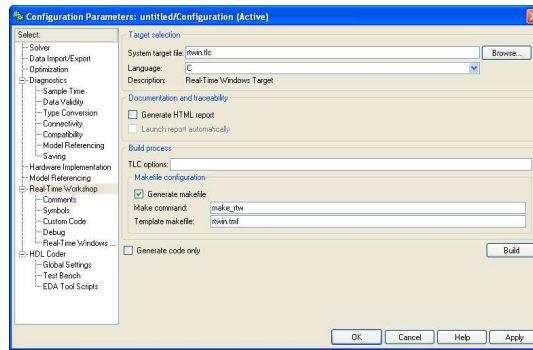 Configuration Parameters: untitled/Configuration (Active)
Select:
Solver
Data Import/Export
Optimization
Diagnostics
Sample Time
Data Validity
Type Conversion
Connectivity
Compatibility
Model Referencing
Saving
Hardware Implementation
Model Referencing
Real-Time Workshop
Comments
Symbols
Custom Code
Debug
Real-Time Windows ...
HDL Coder
Global Settings
Test Bench
EDA Tool Scripts
Target selection
System target file: rtwin.tlc Browse...
Language: C
Description: Real-Time Windows Target
Documentation and traceability
Generate HTML report
Launch report automatically
Build process
TLC options:
Makefile configuration
Generate makefile
Make command: make_rtw
Template makefile: rtwin.tmf
Generate code only Build
OK Cancel Help Apply